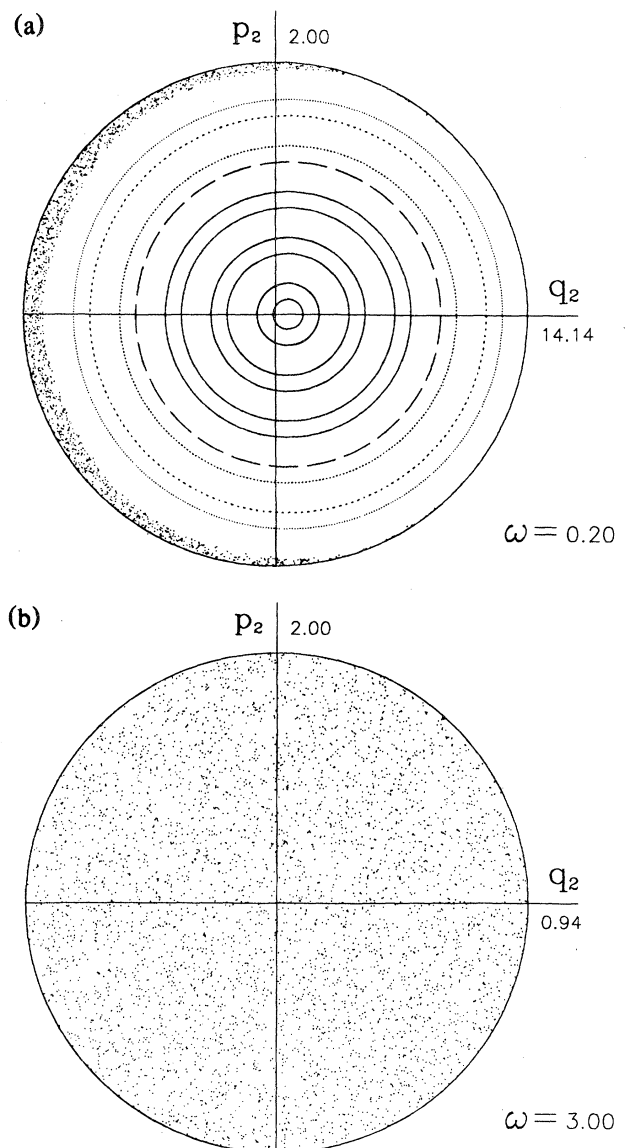 (a)
p₂ 2.00
q₂
14.14
ω = 0.20
(b)
p₂ 2.00
q₂
0.94
ω = 3.00